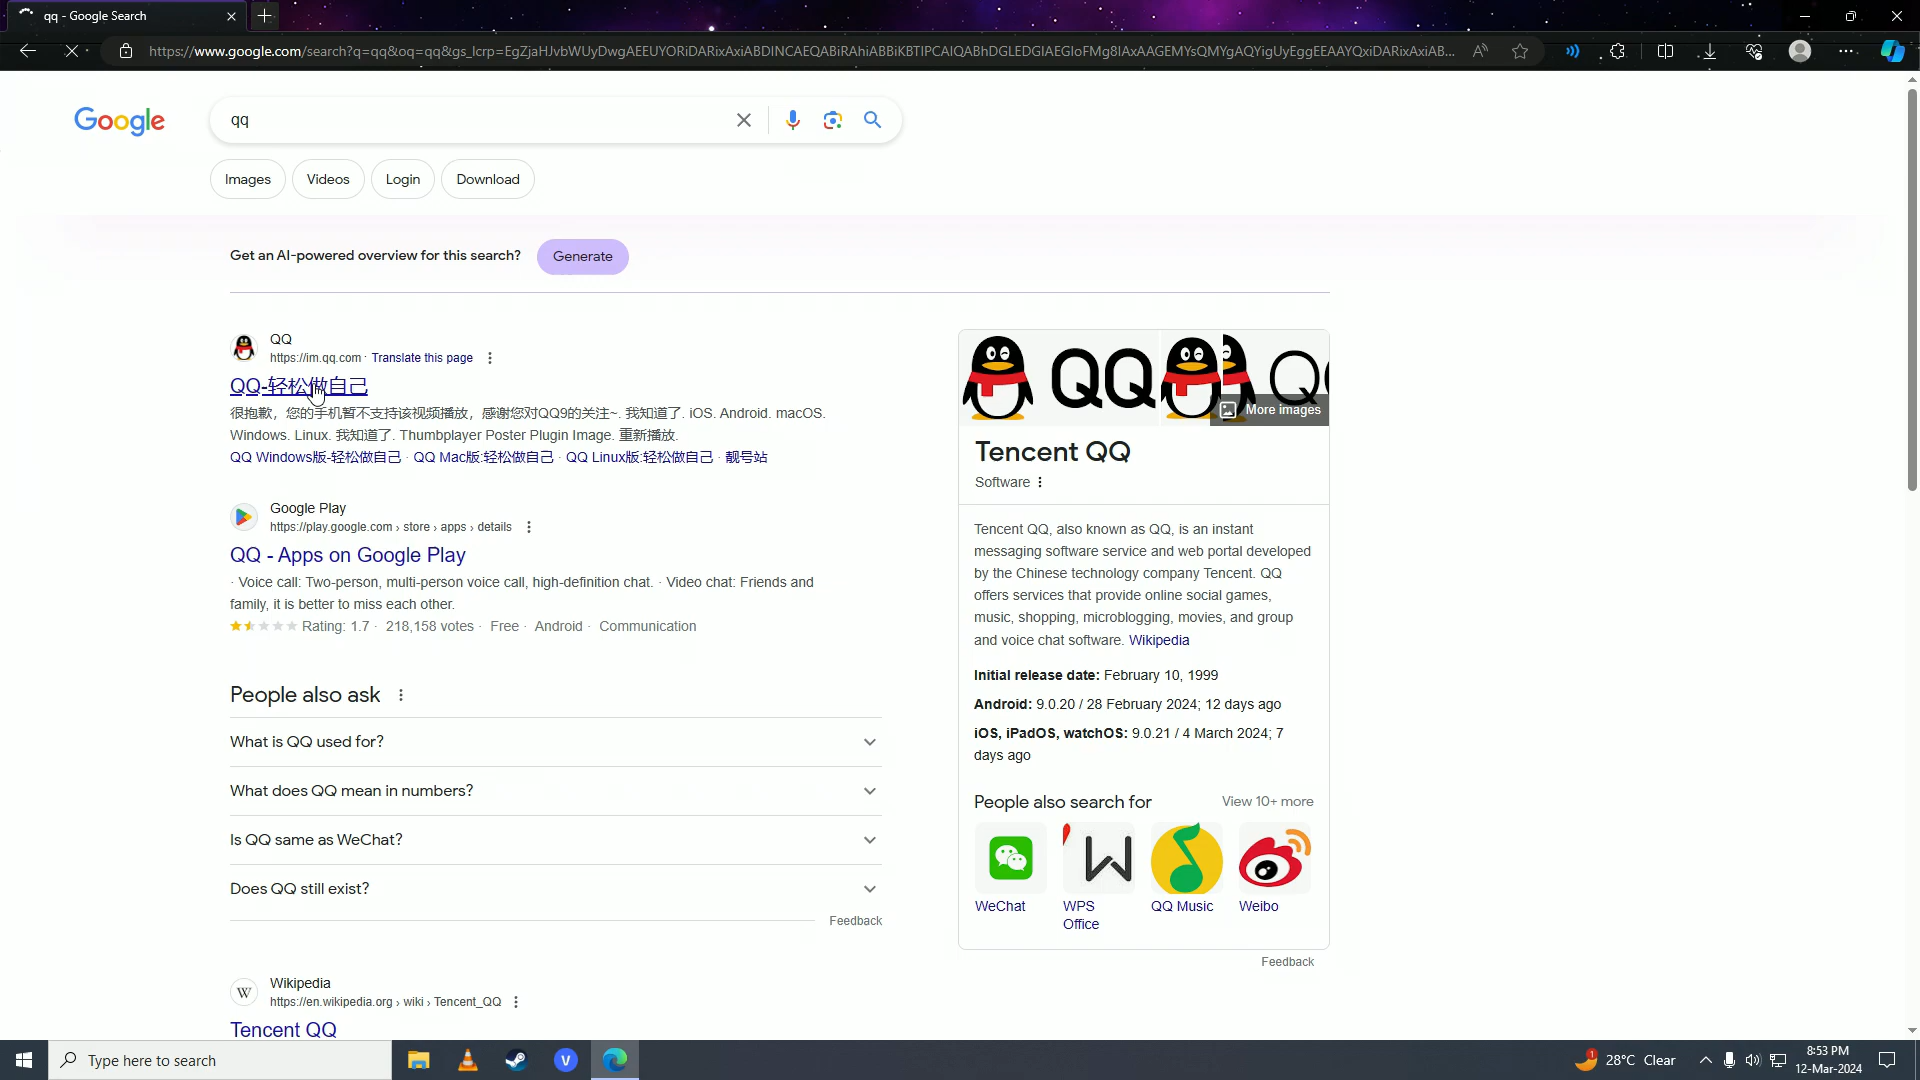 qq - Google Search
https://www.google.com/search?q=qq&oq=qq&gs_lcrp=EgZjaHJvbWUyDwgAEEUYORiDARixAxiABDINCAEQABiRAhiABBiKBTIPCAIQABhDGLEDGIAEGIoFMg8IAxAAGEMYsQMYgAQYigUyEggEEAAYQxiDARixAxiAB...
Google
qq
Images
Videos
Login
Download
Get an AI-powered overview for this search?
Generate
QQ
https://im.qq.com · Translate this page
QQ-轻松做自己
很抱歉，您的手机暂不支持该视频播放，感谢您对QQ9的关注~. 我知道了. iOS. Android. macOS.
Windows. Linux. 我知道了. Thumbplayer Poster Plugin Image. 重新播放.
QQ Windows版-轻松做自己 · QQ Mac版:轻松做自己 · QQ Linux版:轻松做自己 · 靓号站
Google Play
https://play.google.com › store › apps › details
QQ - Apps on Google Play
· Voice call: Two-person, multi-person voice call, high-definition chat. · Video chat: Friends and
family, it is better to miss each other.
Rating: 1.7 · 218,158 votes · Free · Android · Communication
People also ask
What is QQ used for?
What does QQ mean in numbers?
Is QQ same as WeChat?
Does QQ still exist?
Feedback
Wikipedia
https://en.wikipedia.org › wiki › Tencent_QQ
Tencent QQ
QQ
More images
Tencent QQ
Software
Tencent QQ, also known as QQ, is an instant
messaging software service and web portal developed
by the Chinese technology company Tencent. QQ
offers services that provide online social games,
music, shopping, microblogging, movies, and group
and voice chat software. Wikipedia
Initial release date: February 10, 1999
Android: 9.0.20 / 28 February 2024; 12 days ago
iOS, iPadOS, watchOS: 9.0.21 / 4 March 2024; 7
days ago
People also search for
View 10+ more
WeChat
WPS
Office
QQ Music
Weibo
Feedback
Type here to search
28°C Clear
8:53 PM
12-Mar-2024